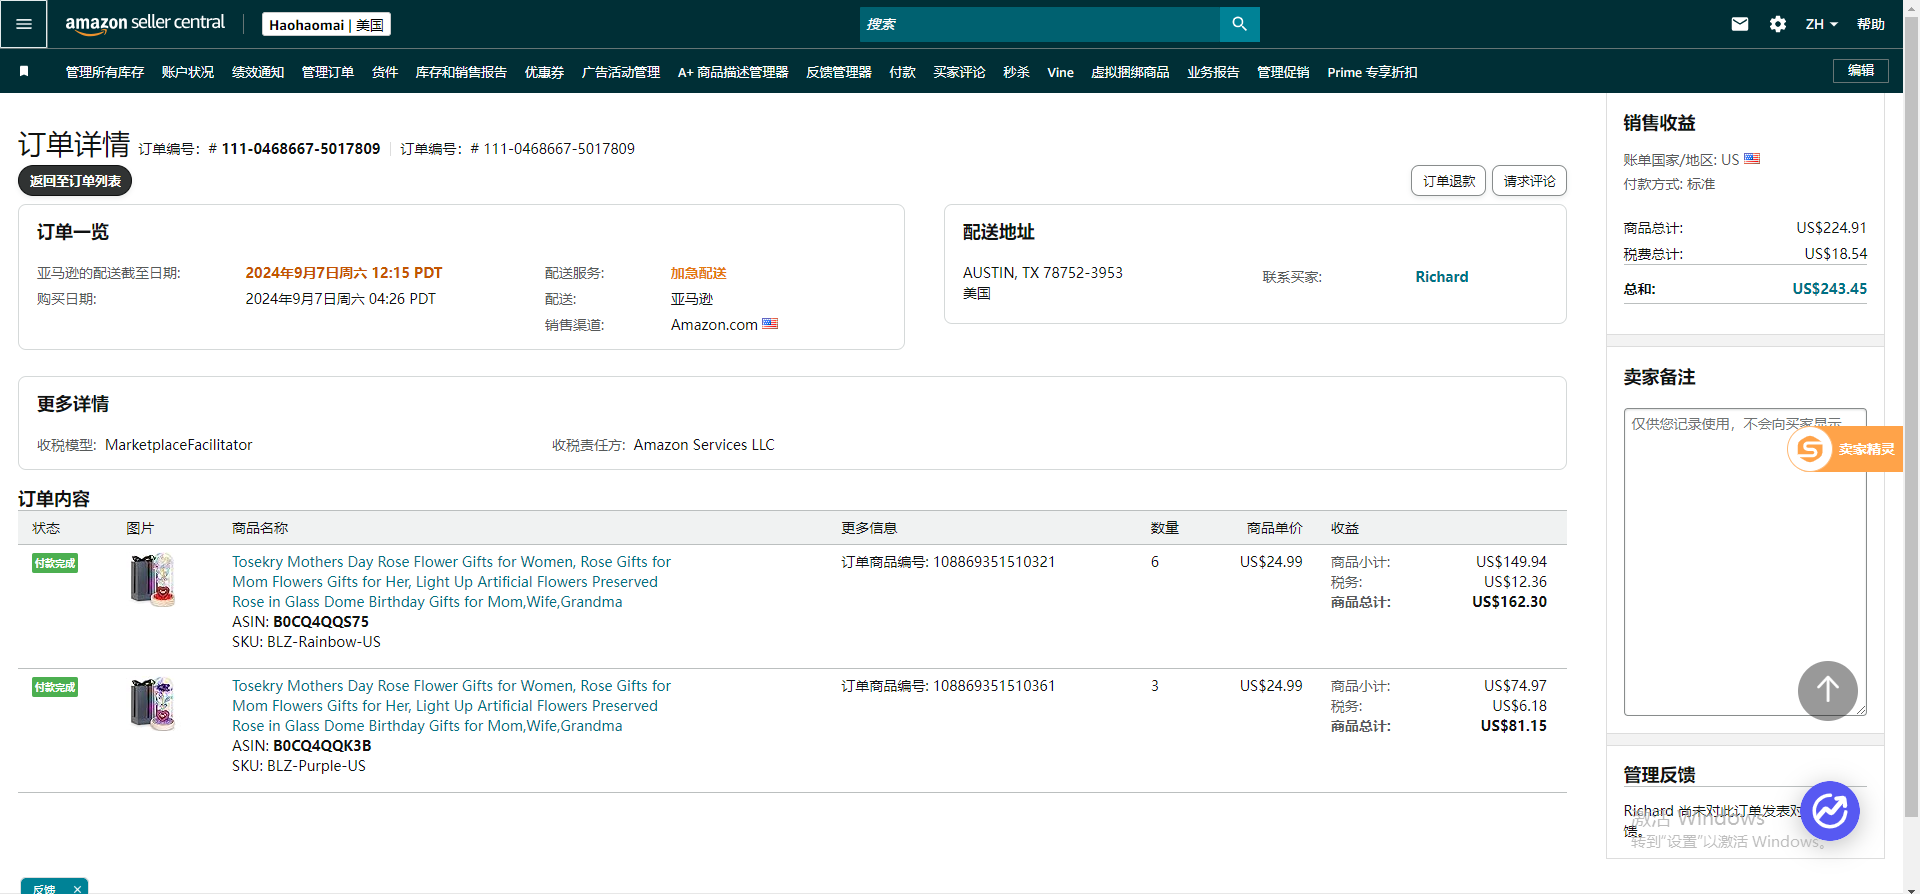 amazon seller central
Haohaomai | 美国
搜索
ZH
帮助
管理所有库存 账户状况 绩效通知 管理订单 货件 库存和销售报告 优惠券 广告活动管理 A+ 商品描述管理器 反馈管理器 付款 买家评论 秒杀 Vine 虚拟捆绑商品 业务报告 管理促销 Prime 专享折扣
编辑
订单详情 订单编号： # 111-0468667-5017809 订单编号： # 111-0468667-5017809
返回至订单列表
订单退款 请求评论
订单一览
亚马逊的配送截至日期: 2024年9月7日周六 12:15 PDT 配送服务: 加急配送
购买日期: 2024年9月7日周六 04:26 PDT 配送: 亚马逊
销售渠道: Amazon.com
配送地址
AUSTIN, TX 78752-3953
美国
联系买家: Richard
更多详情
收税模型: MarketplaceFacilitator 收税责任方: Amazon Services LLC
订单内容
状态 图片 商品名称 更多信息 数量 商品单价 收益
付款完成
Tosekry Mothers Day Rose Flower Gifts for Women, Rose Gifts for
Mom Flowers Gifts for Her, Light Up Artificial Flowers Preserved
Rose in Glass Dome Birthday Gifts for Mom,Wife,Grandma
ASIN: B0CQ4QQS75
SKU: BLZ-Rainbow-US
订单商品编号: 108869351510321
6
US$24.99
商品小计: US$149.94
税务: US$12.36
商品总计: US$162.30
付款完成
Tosekry Mothers Day Rose Flower Gifts for Women, Rose Gifts for
Mom Flowers Gifts for Her, Light Up Artificial Flowers Preserved
Rose in Glass Dome Birthday Gifts for Mom,Wife,Grandma
ASIN: B0CQ4QQK3B
SKU: BLZ-Purple-US
订单商品编号: 108869351510361
3
US$24.99
商品小计: US$74.97
税务: US$6.18
商品总计: US$81.15
销售收益
账单国家/地区: US
付款方式: 标准
商品总计: US$224.91
税费总计: US$18.54
总和: US$243.45
卖家备注
仅供您记录使用，不会向买家显示
卖家精灵
管理反馈
Richard 尚未对此订单发表对
馈。
激活 Windows
转到“设置”以激活 Windows。
反馈 ×